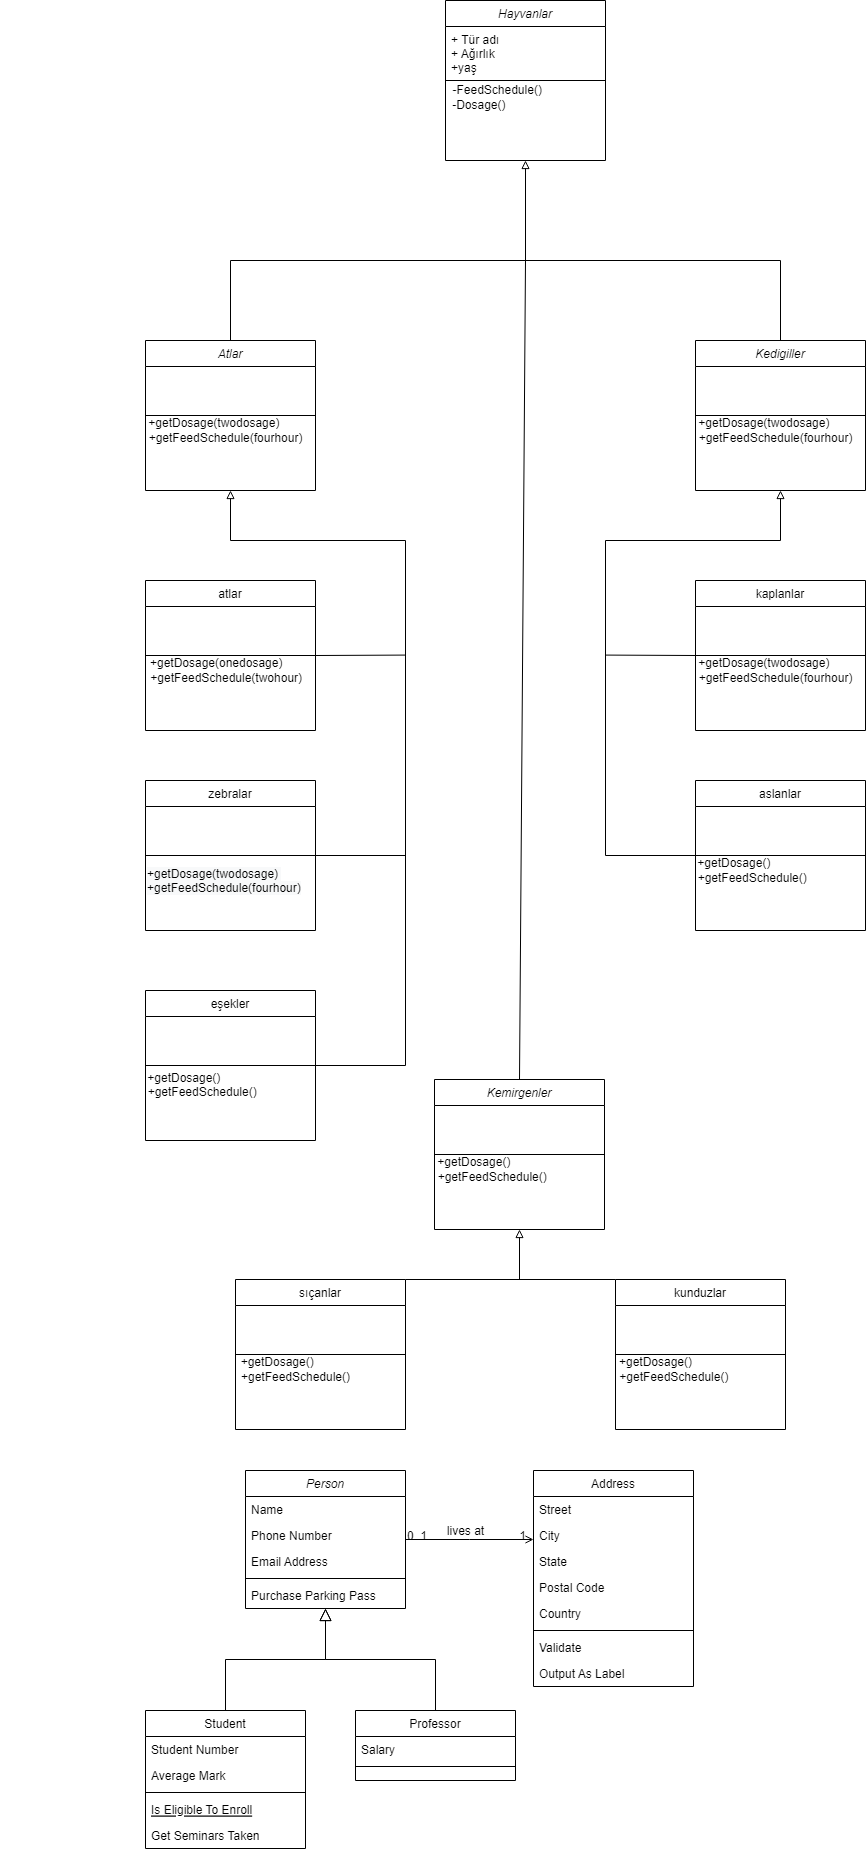 Hayvanlar
+ Tür adı
+ Ağırlık
+yaş
-FeedSchedule()
-Dosage()
Atlar
+getDosage(twodosage)
+getFeedSchedule(fourhour)
Kedigiller
+getDosage(twodosage)
+getFeedSchedule(fourhour)
atlar
+getDosage(onedosage)
+getFeedSchedule(twohour)
kaplanlar
+getDosage(twodosage)
+getFeedSchedule(fourhour)
zebralar
+getDosage(twodosage)
+getFeedSchedule(fourhour)
aslanlar
+getDosage()
+getFeedSchedule()
eşekler
+getDosage()
+getFeedSchedule()
Kemirgenler
+getDosage()
+getFeedSchedule()
sıçanlar
+getDosage()
+getFeedSchedule()
kunduzlar
+getDosage()
+getFeedSchedule()
Person
Name
Phone Number
Email Address
Purchase Parking Pass
0..1
lives at
1
Address
Street
City
State
Postal Code
Country
Validate
Output As Label
Student
Student Number
Average Mark
Is Eligible To Enroll
Get Seminars Taken
Professor
Salary